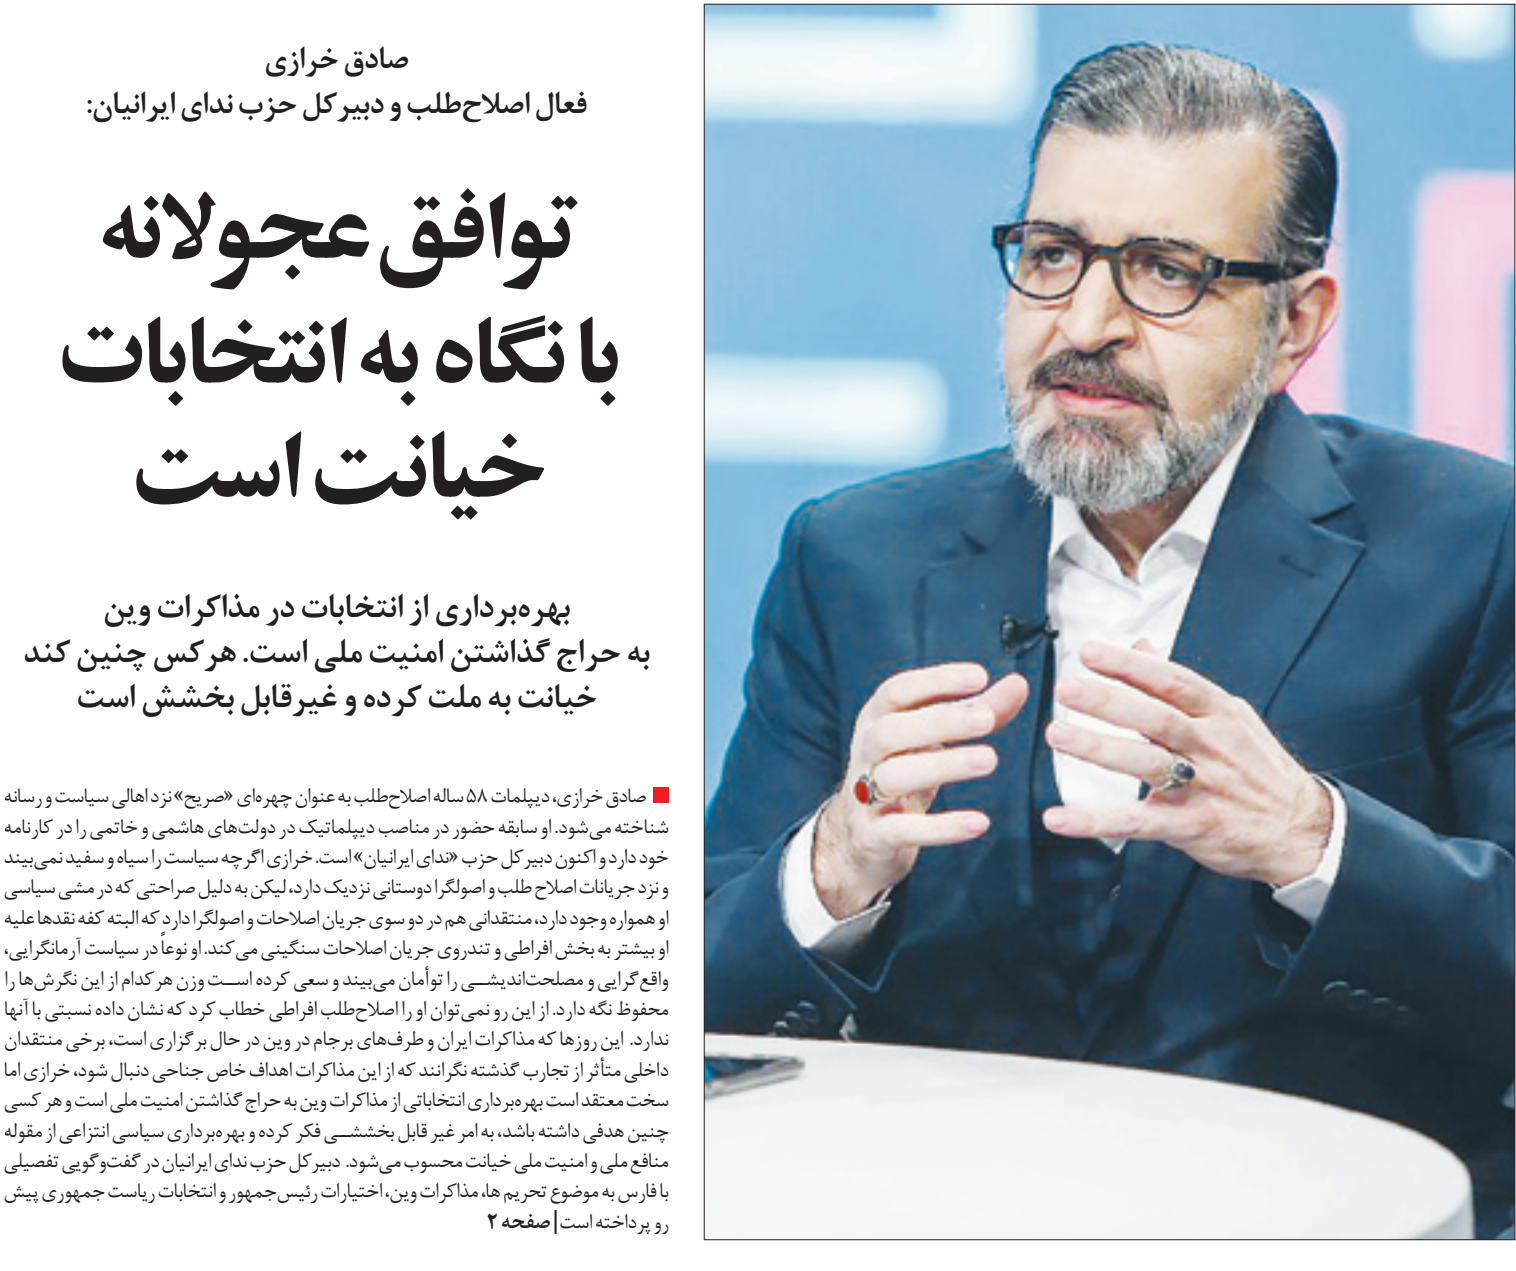 صادق خرازی
فعال اصلاح‌طلب و دبیرکل حزب ندای ایرانیان:
توافق عجولانه
با نگاه به انتخابات
خیانت است
بهره‌برداری از انتخابات در مذاکرات وین
به حراج گذاشتن امنیت ملی است. هرکس چنین کند
خیانت به ملت کرده و غیرقابل بخشش است
صادق خرازی، دیپلمات ۵۸ ساله اصلاح‌طلب به عنوان چهره‌ای «صریح» نزد اهالی سیاست و رسانه
شناخته می‌شود. او سابقه حضور در مناصب دیپلماتیک در دولت‌های هاشمی و خاتمی را در کارنامه
خود دارد و اکنون دبیرکل حزب «ندای ایرانیان» است. خرازی اگرچه سیاست را سیاه و سفید نمی‌بیند
و نزد جریانات اصلاح طلب و اصولگرا دوستانی نزدیک دارد، لیکن به دلیل صراحتی که در مشی سیاسی
او همواره وجود دارد، منتقدانی هم در دو سوی جریان اصلاحات و اصولگرا دارد که البته کفه نقدها علیه
او بیشتر به بخش افراطی و تندروی جریان اصلاحات سنگینی می‌کند. او نوعاً در سیاست آرمانگرایی،
واقع‌گرایی و مصلحت‌اندیشـی را توأمان می‌بیند و سعی کرده اسـت وزن هرکدام از این نگرش‌ها را
محفوظ نگه دارد. از این رو نمی‌توان او را اصلاح‌طلب افراطی خطاب کرد که نشان داده نسبتی با آنها
ندارد. این روزها که مذاکرات ایران و طرف‌های برجام در وین در حال برگزاری است، برخی منتقدان
داخلی متأثر از تجارب گذشته نگرانند که از این مذاکرات اهداف خاص جناحی دنبال شود، خرازی اما
سخت معتقد است بهره‌برداری انتخاباتی از مذاکرات وین به حراج گذاشتن امنیت ملی است و هر کسی
چنین هدفی داشته باشد، به امر غیر قابل بخششـی فکر کرده و بهره‌برداری سیاسی انتزاعی از مقوله
منافع ملی و امنیت ملی خیانت محسوب می‌شود. دبیرکل حزب ندای ایرانیان در گفت‌وگویی تفصیلی
با فارس به موضوع تحریم ها، مذاکرات وین، اختیارات رئیس‌جمهور و انتخابات ریاست جمهوری پیش
رو پرداخته است| صفحه ۲